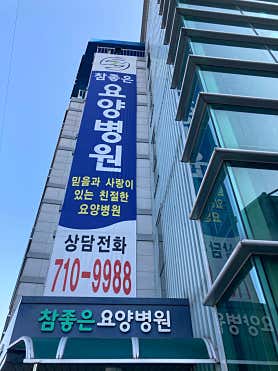 참좋은
요양병원
믿음과 사랑이
있는 친절한
요양병원
상담전화
710-9988
참좋은요양병원